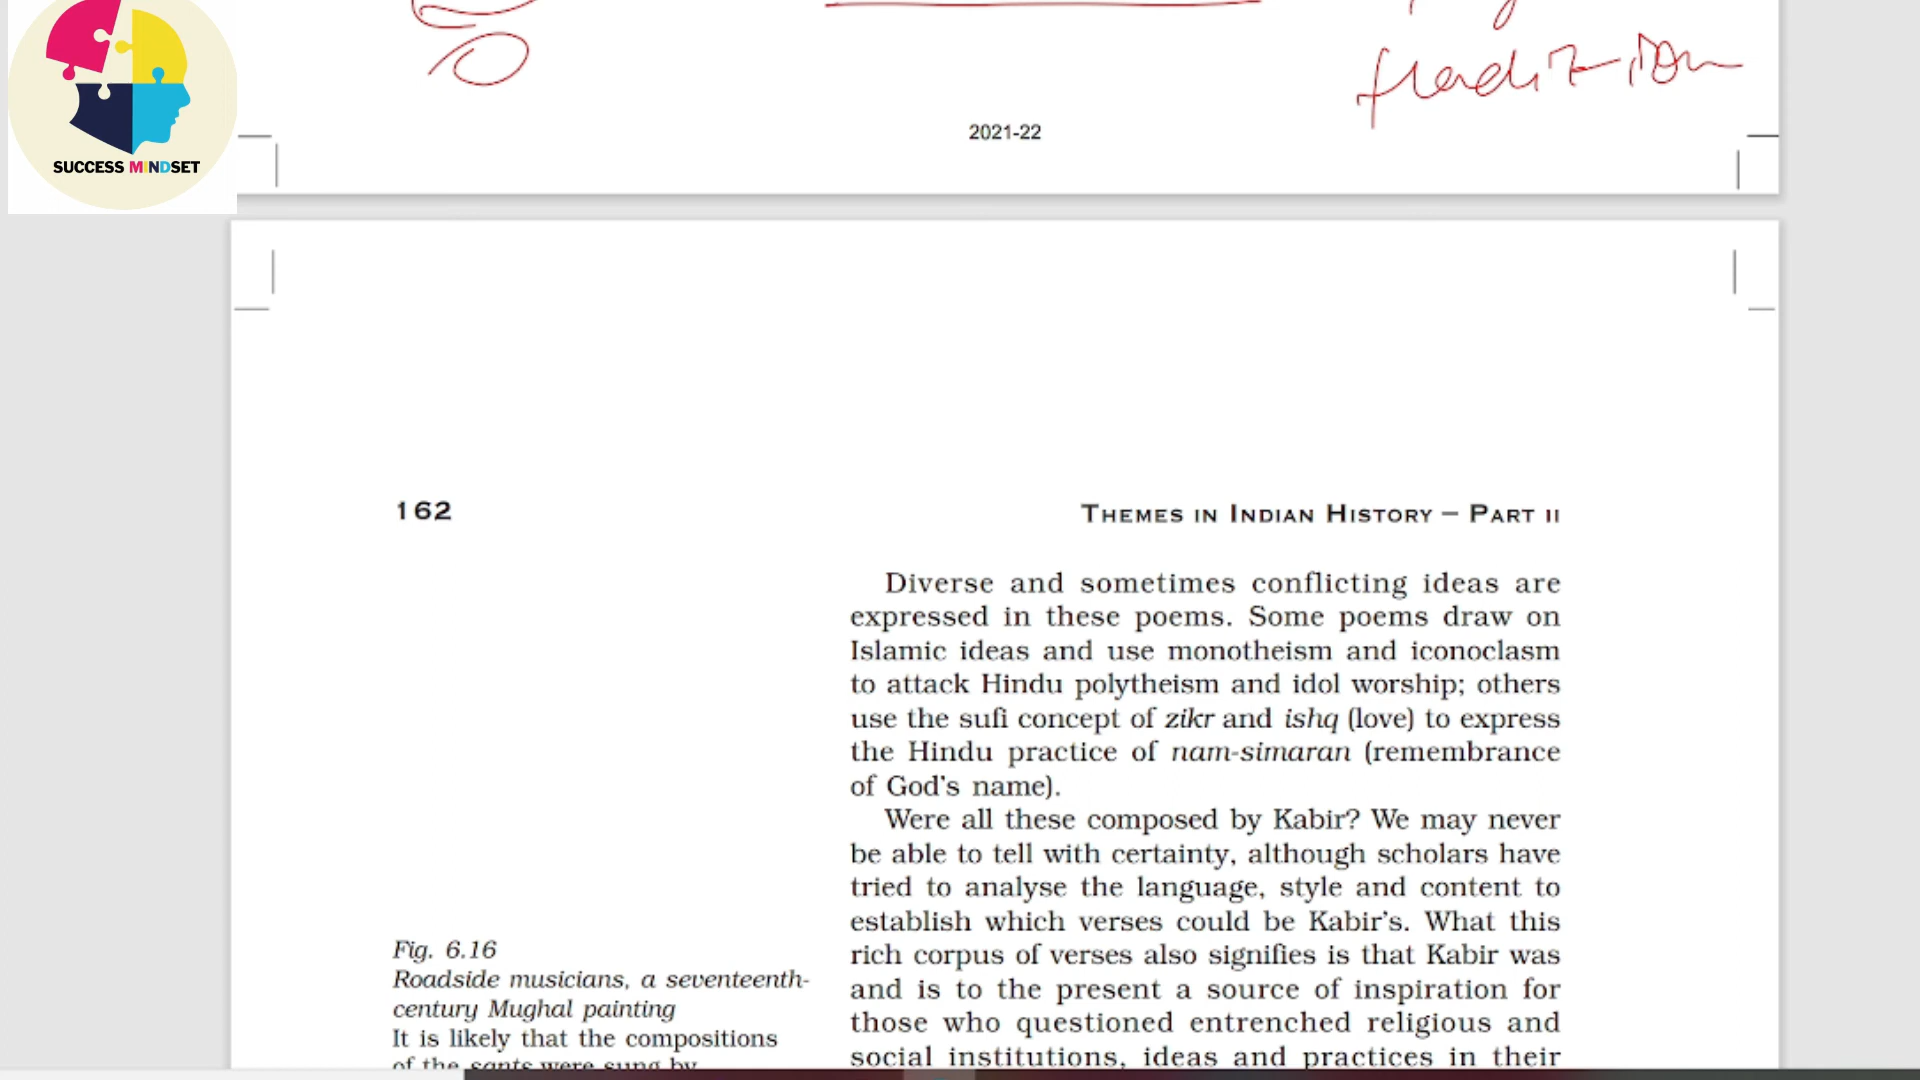 SUCCESS MINDSET
tradition
2021-22
162
THEMES IN INDIAN HISTORY – PART II
Diverse and sometimes conflicting ideas are
expressed in these poems. Some poems draw on
Islamic ideas and use monotheism and iconoclasm
to attack Hindu polytheism and idol worship; others
use the sufi concept of zikr and ishq (love) to express
the Hindu practice of nam-simaran (remembrance
of God's name).
Were all these composed by Kabir? We may never
be able to tell with certainty, although scholars have
tried to analyse the language, style and content to
establish which verses could be Kabir's. What this
rich corpus of verses also signifies is that Kabir was
and is to the present a source of inspiration for
those who questioned entrenched religious and
social institutions, ideas and practices in their
Fig. 6.16
Roadside musicians, a seventeenth-
century Mughal painting
It is likely that the compositions
of the sants were sung by